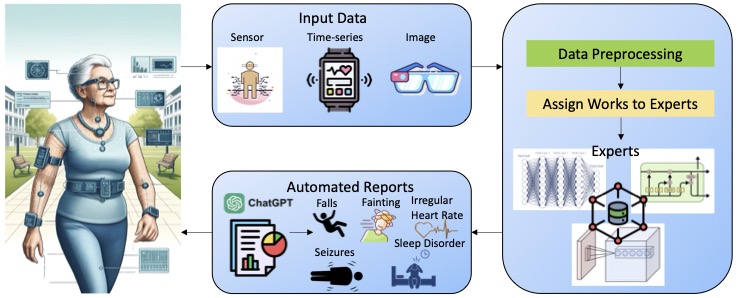 Input Data
Sensor
Time-series
Image
Data Preprocessing
Assign Works to Experts
Experts
Automated Reports
ChatGPT
Falls
Fainting
Irregular
Heart Rate
Sleep Disorder
Seizures